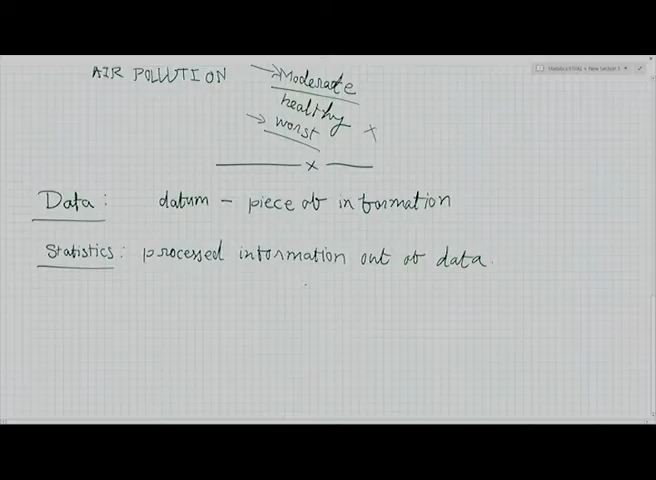 AIR POLLUTION → Moderate
healthy
→ worst ×
Data: datum – piece of information
Statistics: processed information out of data.